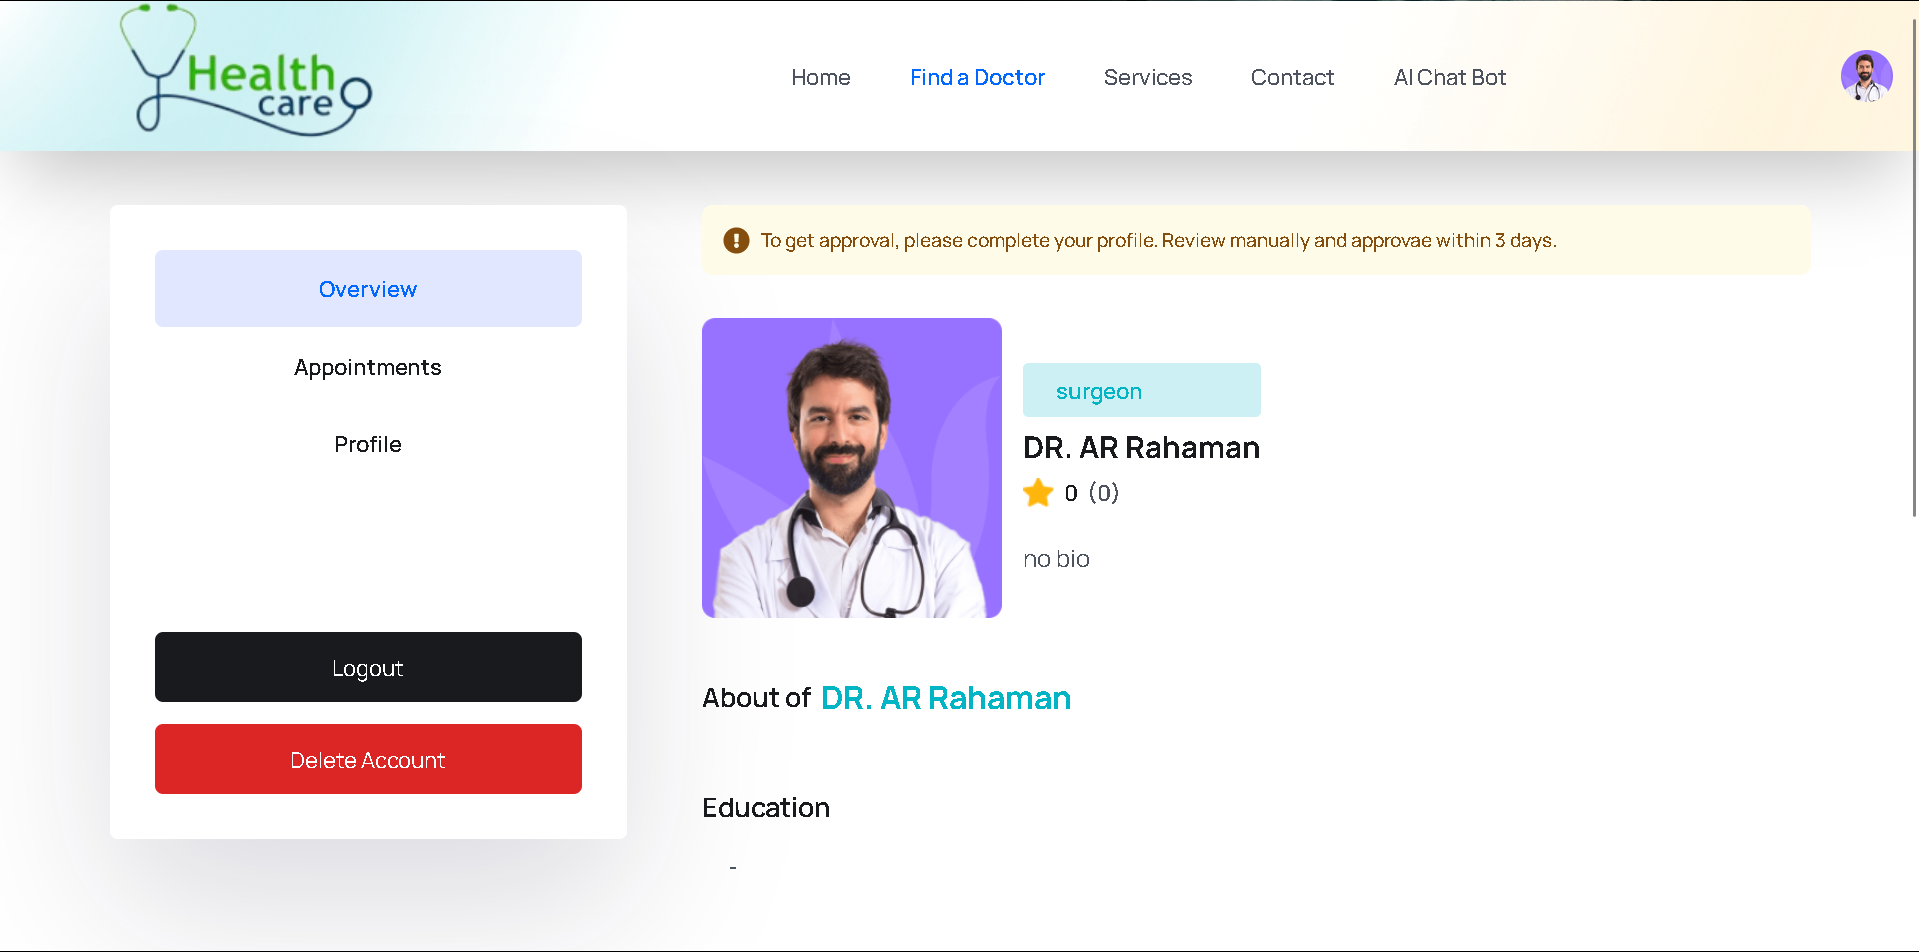 Health
care
Home
Find a Doctor
Services
Contact
AI Chat Bot
Overview
Appointments
Profile
Logout
Delete Account
To get approval, please complete your profile. Review manually and approvae within 3 days.
surgeon
DR. AR Rahaman
0 (0)
no bio
About of DR. AR Rahaman
Education
-